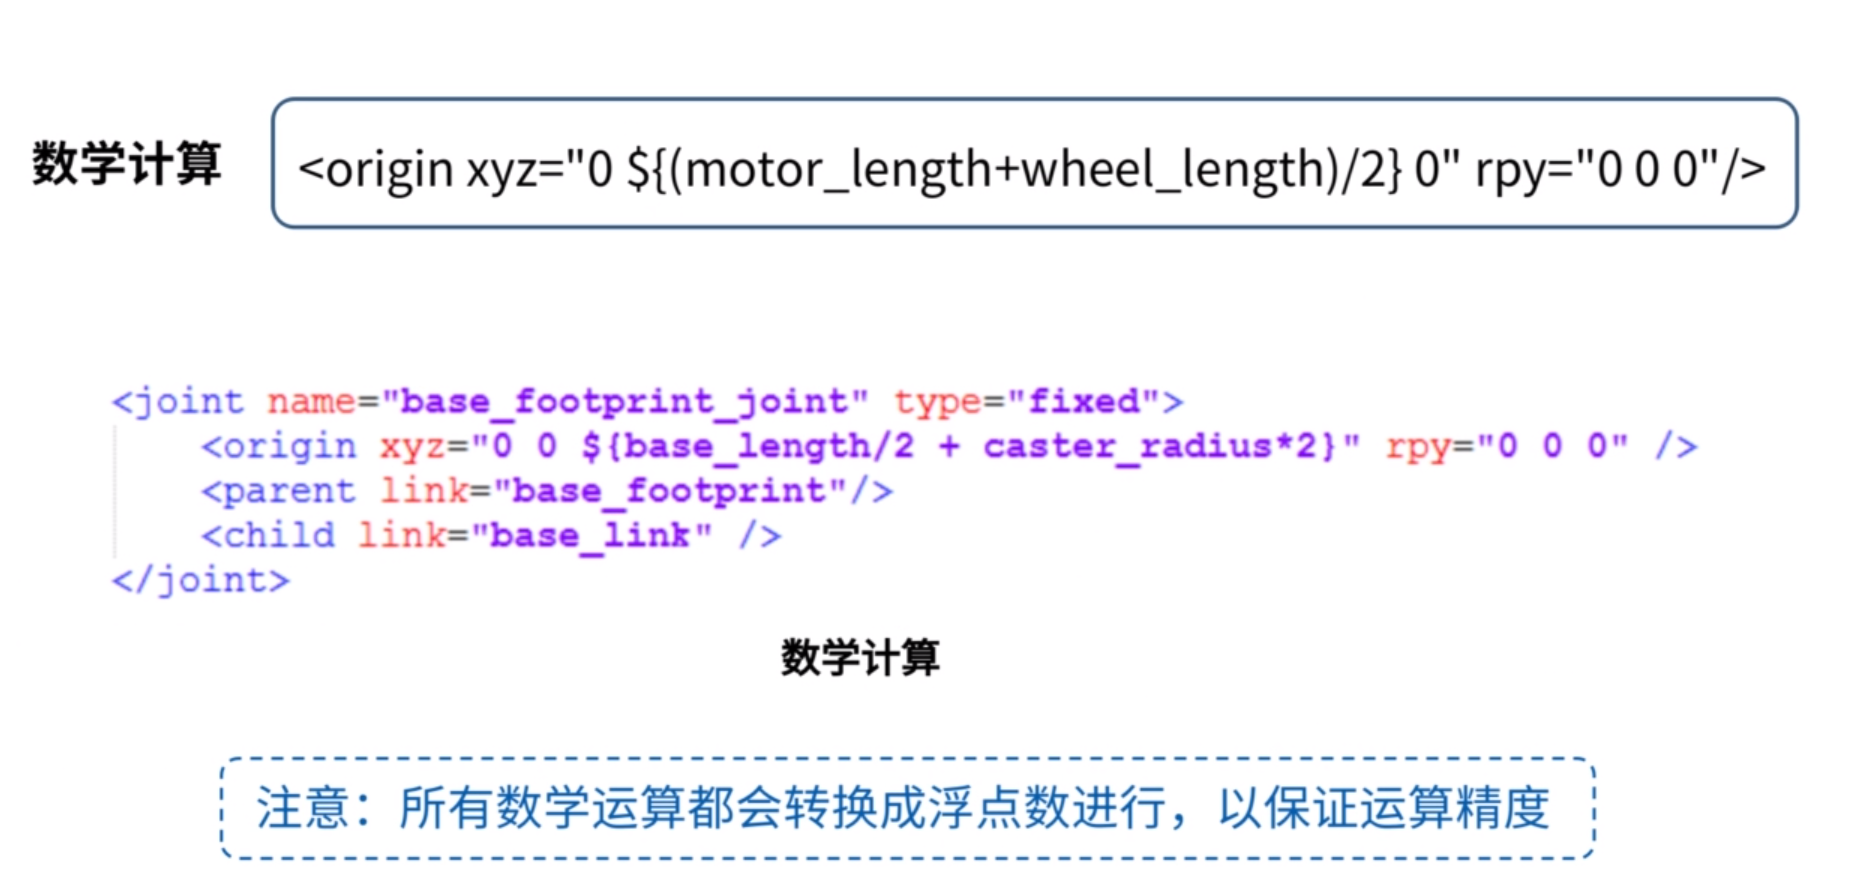 数学计算
<origin xyz="0 ${(motor_length+wheel_length)/2} 0" rpy="0 0 0"/>
<joint name="base_footprint_joint" type="fixed">
<origin xyz="0 0 ${base_length/2 + caster_radius*2}" rpy="0 0 0" />
<parent link="base_footprint"/>
<child link="base_link" />
</joint>
数学计算
注意：所有数学运算都会转换成浮点数进行，以保证运算精度